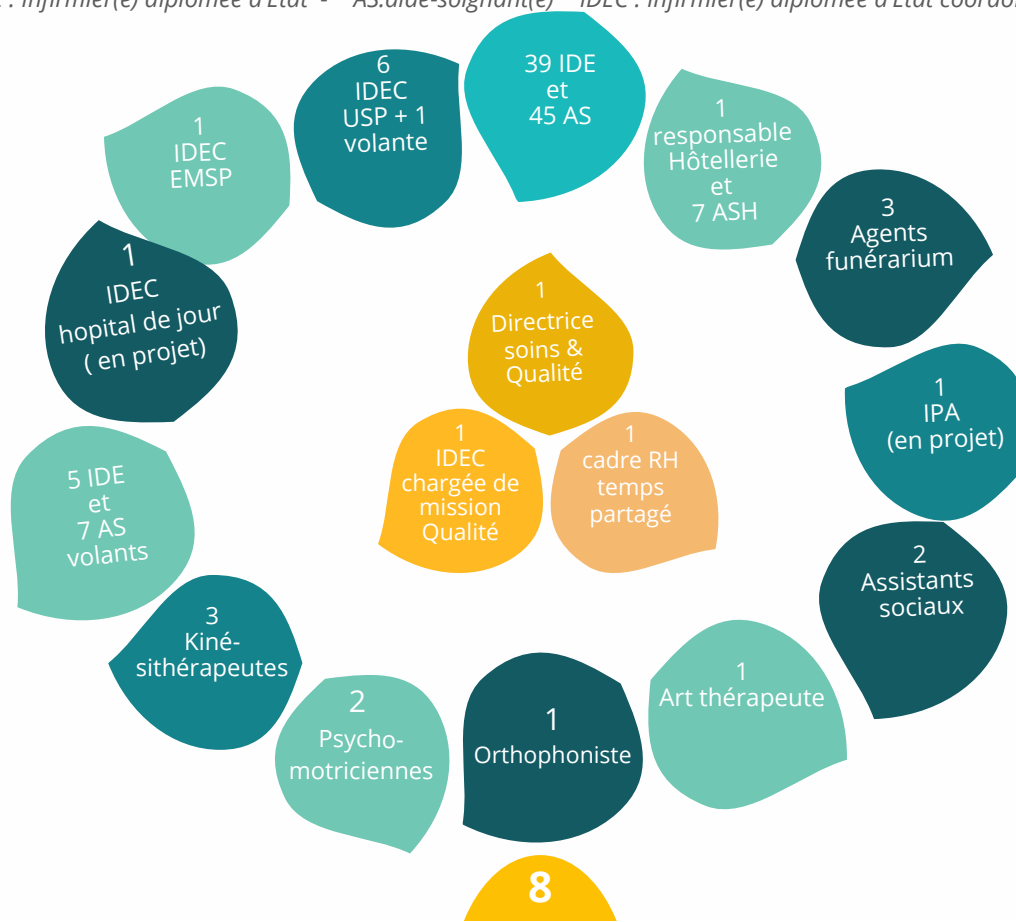 : Infirmier(e) diplômée d'Etat - AS:aide-soignant(e) IDEC : Infirmier(e) diplômée d'Etat
6
IDEC
USP + 1
volante
39 IDE
et
45 AS
1
responsable
Hôtellerie
et
7 ASH
1
IDEC
EMSP
3
Agents
funérarium
1
IDEC
hopital de jour
( en projet)
1
Directrice
soins &
Qualité
1
IPA
(en projet)
1
IDEC
chargée de
mission
Qualité
1
cadre RH
temps
partagé
5 IDE
et
7 AS
volants
2
Assistants
sociaux
3
Kiné-
sithérapeutes
1
Art thérapeute
2
Psycho-
motriciennes
1
Orthophoniste
8